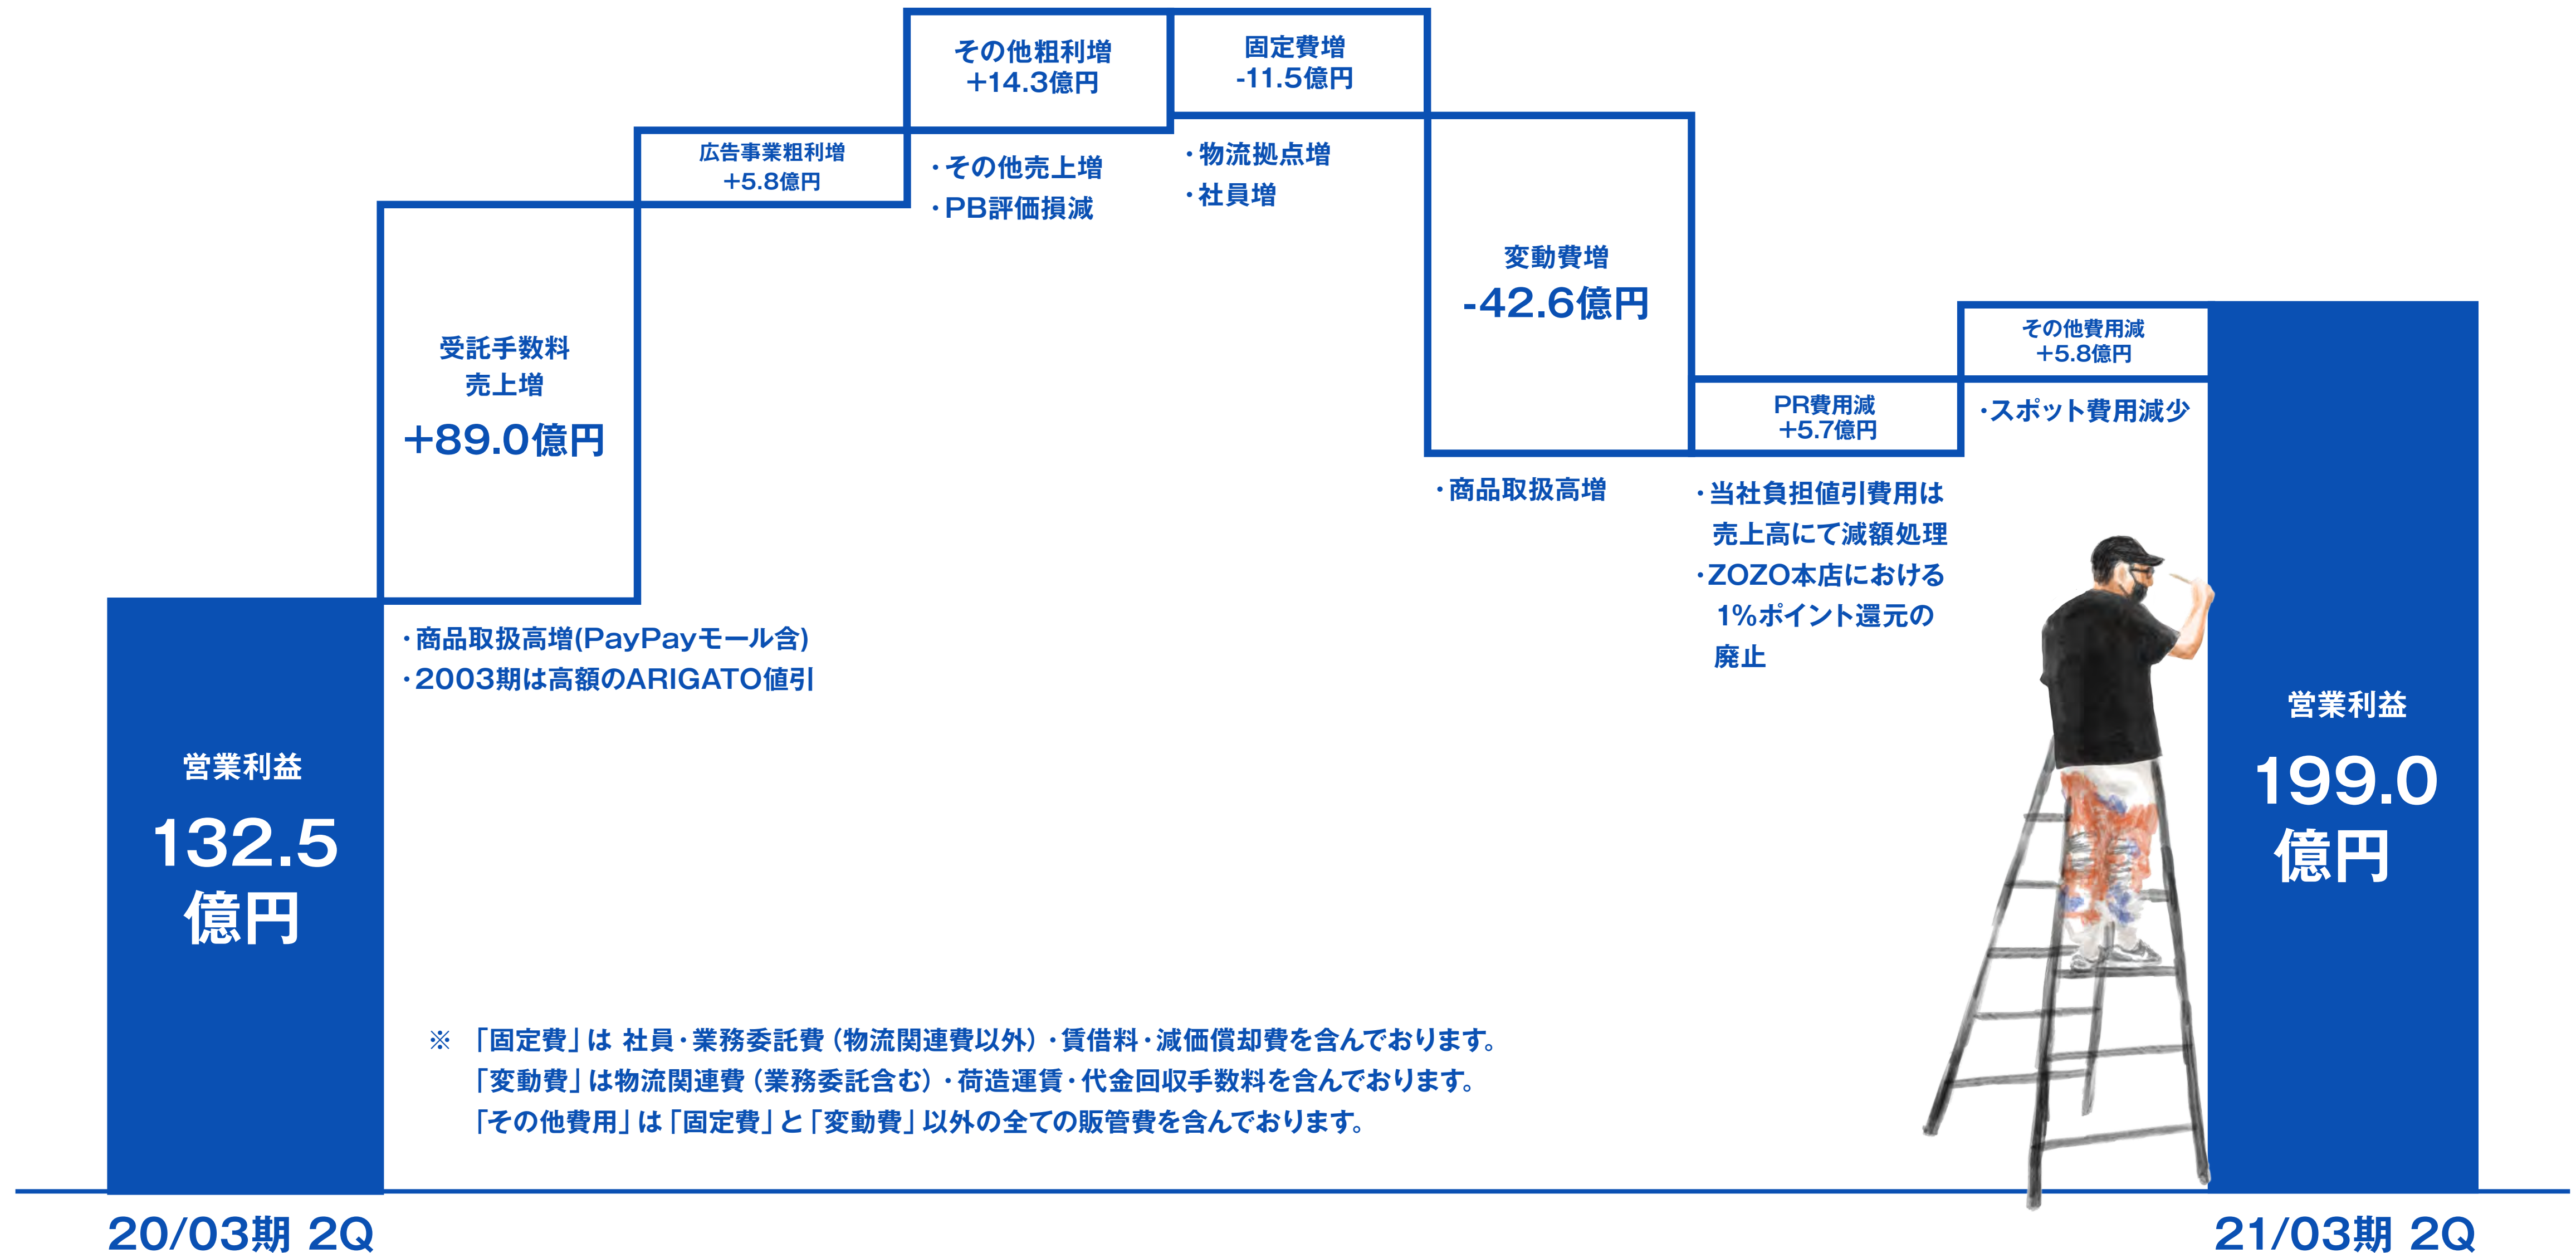 営業利益
132.5
億円
受託手数料
売上増
+89.0億円
・商品取扱高増(PayPayモール含)
・2003期は高額のARIGATO値引
広告事業粗利増
+5.8億円
その他粗利増
+14.3億円
・その他売上増
・PB評価損減
固定費増
-11.5億円
・物流拠点増
・社員増
変動費増
-42.6億円
・商品取扱高増
PR費用減
+5.7億円
・当社負担値引費用は
売上高にて減額処理
・ZOZO本店における
1%ポイント還元の
廃止
その他費用減
+5.8億円
・スポット費用減少
営業利益
199.0
億円
※ 「固定費」は 社員・業務委託費（物流関連費以外）・賃借料・減価償却費を含んでおります。
「変動費」は物流関連費（業務委託含む）・荷造運賃・代金回収手数料を含んでおります。
「その他費用」は「固定費」と「変動費」以外の全ての販管費を含んでおります。
20/03期 2Q
21/03期 2Q